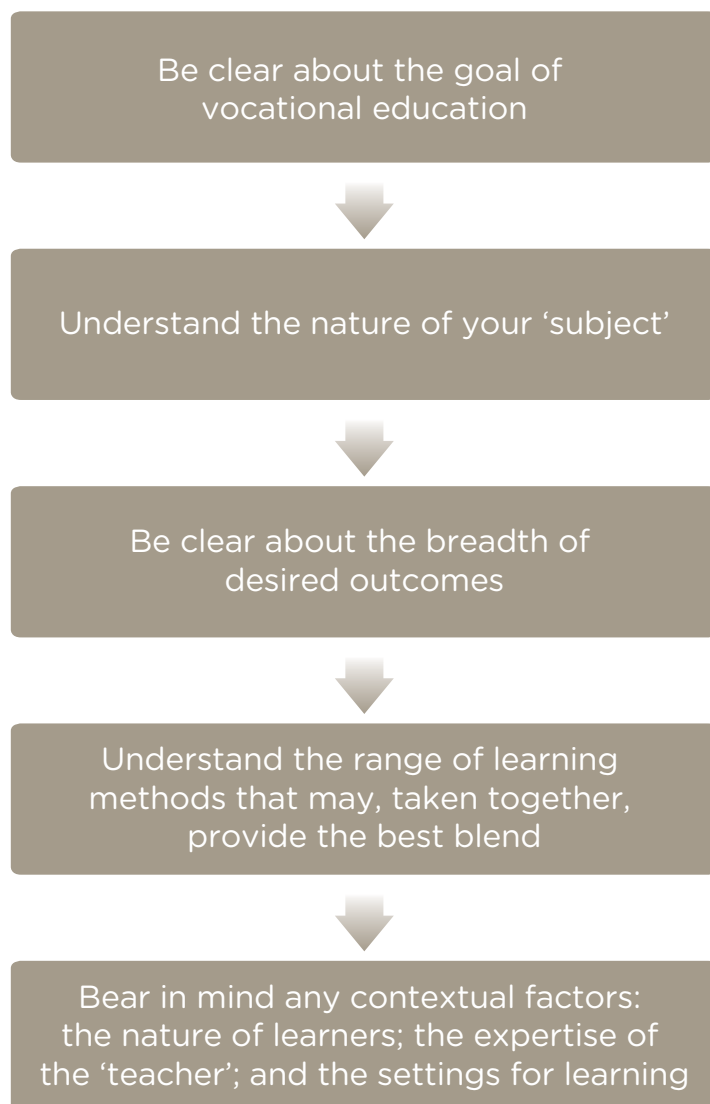 Be clear about the goal of
vocational education
Understand the nature of your ‘subject’
Be clear about the breadth of
desired outcomes
Understand the range of learning
methods that may, taken together,
provide the best blend
Bear in mind any contextual factors:
the nature of learners; the expertise of
the ‘teacher’; and the settings for learning